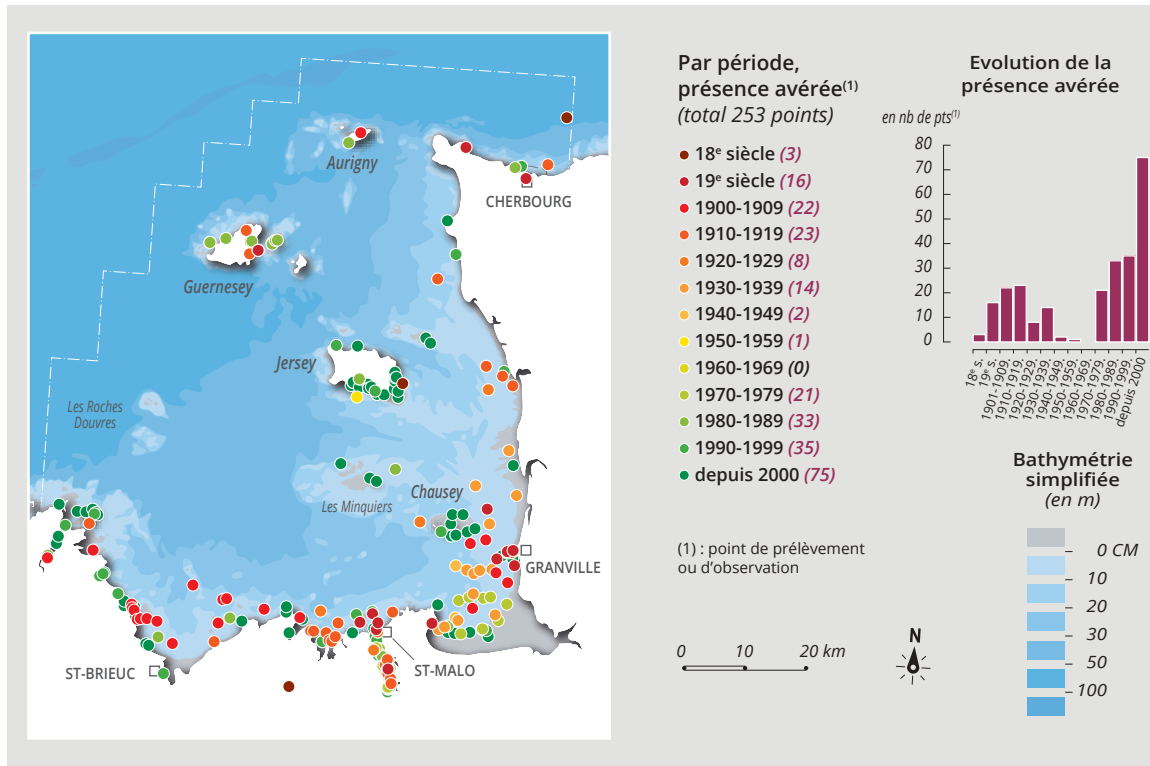 Aurigny
CHERBOURG
Guernesey
Jersey
Les Roches
Douvres
Les Minquiers
Chausey
GRANVILLE
ST-BRIEUC
ST-MALO
Par période,
présence avérée(1)
(total 253 points)
18e siècle (3)
19e siècle (16)
1900-1909 (22)
1910-1919 (23)
1920-1929 (8)
1930-1939 (14)
1940-1949 (2)
1950-1959 (1)
1960-1969 (0)
1970-1979 (21)
1980-1989 (33)
1990-1999 (35)
depuis 2000 (75)
(1) : point de prélèvement
ou d'observation
0 10 20 km
N
Evolution de la
présence avérée
en nb de pts(1)
80
70
60
50
40
30
20
10
0
18e s.
19e s.
1901-1909.
1910-1919.
1920-1929.
1930-1939.
1940-1949.
1950-1959.
1960-1969.
1970-1979.
1980-1989.
1990-1999.
depuis 2000
Bathymétrie
simplifiée
(en m)
0 CM
10
20
30
50
100